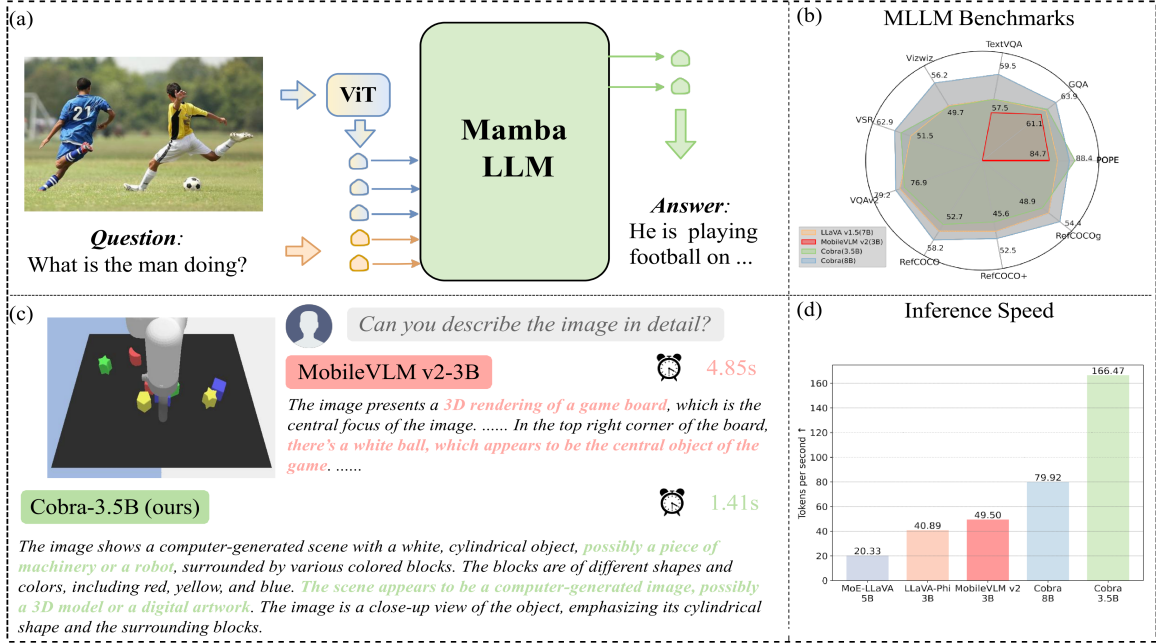 (a)
21
Question:
What is the man doing?
ViT
Mamba
LLM
Answer:
He is playing
football on ...
(b)
MLLM Benchmarks
TextVQA
59.5
Vizwiz
56.2
GQA
63.9
VSR
62.9
49.7
57.5
61.1
51.5
84.7
POPE
88.4
76.9
VQAv2
79.2
52.7
45.6
48.9
54.4
RefCOCOg
58.2
RefCOCO
52.5
RefCOCO+
LLaVA v1.5(7B)
MobileVLM v2(3B)
Cobra(3.5B)
Cobra(8B)
(c)
Can you describe the image in detail?
MobileVLM v2-3B
4.85s
The image presents a 3D rendering of a game board, which is the
central focus of the image. ...... In the top right corner of the board,
there's a white ball, which appears to be the central object of the
game. ......
Cobra-3.5B (ours)
1.41s
The image shows a computer-generated scene with a white, cylindrical object, possibly a piece of
machinery or a robot, surrounded by various colored blocks. The blocks are of different shapes and
colors, including red, yellow, and blue. The scene appears to be a computer-generated image, possibly
a 3D model or a digital artwork. The image is a close-up view of the object, emphasizing its cylindrical
shape and the surrounding blocks.
(d)
Inference Speed
Tokens per second ↑
160
140
120
100
80
60
40
20
0
20.33
40.89
49.50
79.92
166.47
MoE-LLaVA
5B
LLaVA-Phi
3B
MobileVLM v2
3B
Cobra
8B
Cobra
3.5B